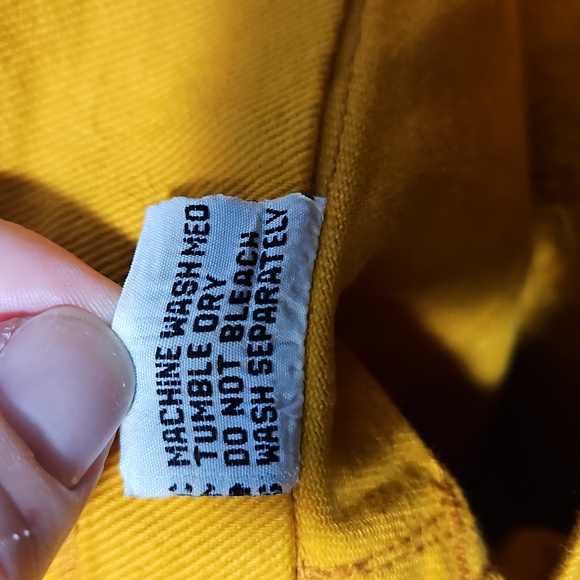 MACHINE WASH MED
TUMBLE DRY
DO NOT BLEACH
WASH SEPARATELY